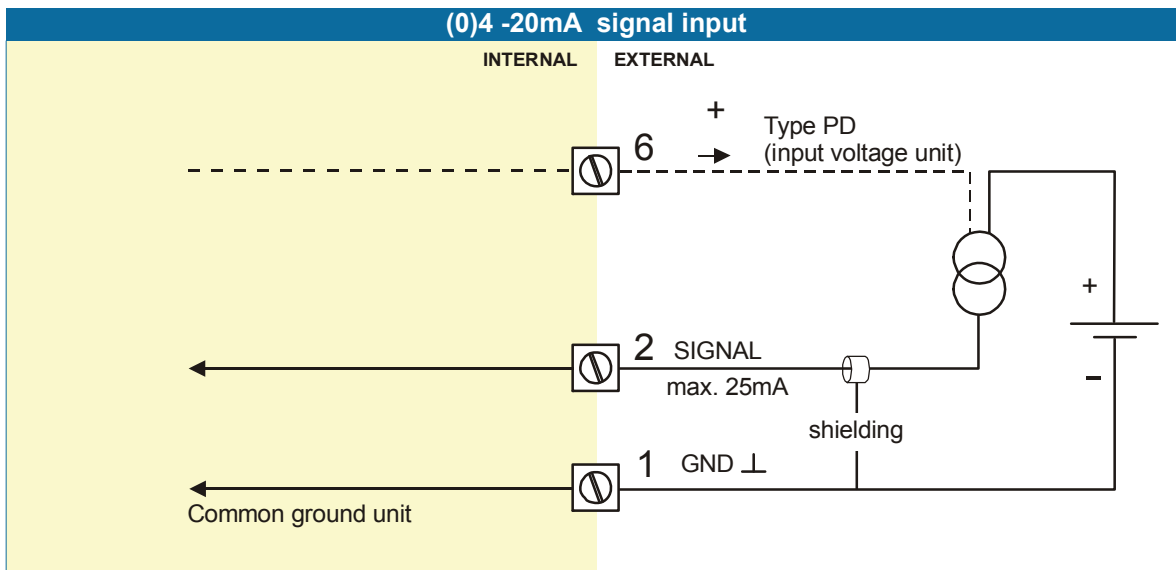 (0)4 -20mA signal input
INTERNAL EXTERNAL
+
6
Type PD
(input voltage unit)
+
2 SIGNAL
max. 25mA
-
shielding
1 GND ⊥
Common ground unit